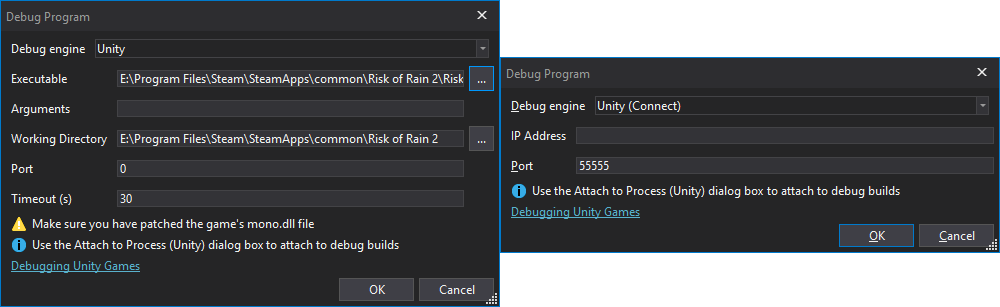 Debug Program
Debug engine Unity
Executable E:\Program Files\Steam\SteamApps\common\Risk of Rain 2\Risk ...
Arguments
Working Directory E:\Program Files\Steam\SteamApps\common\Risk of Rain 2 ...
Port 0
Timeout (s) 30
Make sure you have patched the game's mono.dll file
Use the Attach to Process (Unity) dialog box to attach to debug builds
Debugging Unity Games
OK Cancel
Debug Program
Debug engine Unity (Connect)
IP Address
Port 55555
Use the Attach to Process (Unity) dialog box to attach to debug builds
Debugging Unity Games
OK Cancel